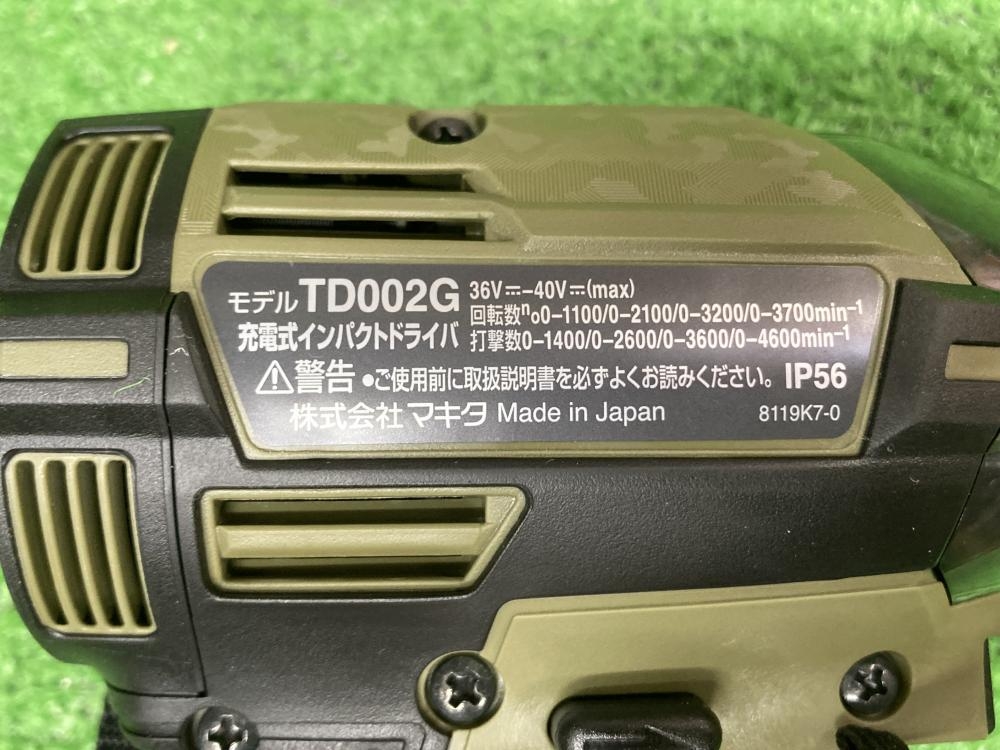 モデル TD002G 36V⎓-40V⎓(max)
回転数n₀0-1100/0-2100/0-3200/0-3700min⁻¹
充電式インパクトドライバ 打撃数0-1400/0-2600/0-3600/0-4600min⁻¹
⚠警告 ●ご使用前に取扱説明書を必ずよくお読みください。 IP56
株式会社 マキタ Made in Japan 8119K7-0